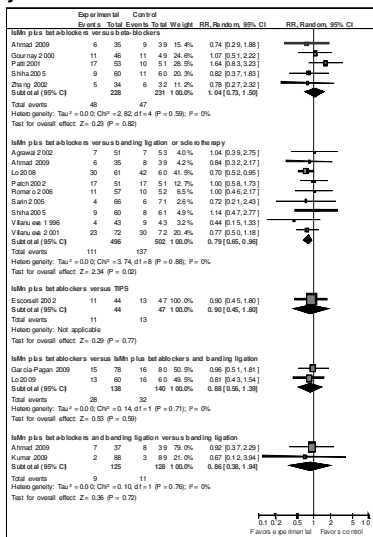 Experimental Control
Events Total Events Total Weight RR, Random, 95% CI RR, Random, 95% CI
IsMn plus beta-blockers versus beta-blockers
Ahmad 2009 6 35 9 39 15.4% 0.74 [0.29, 1.88]
Gournay 2000 11 46 11 49 24.6% 1.07 [0.51, 2.22]
Patti 2001 17 53 10 51 28.5% 1.64 [0.83, 3.23]
Shiha 2005 9 60 11 60 20.3% 0.82 [0.37, 1.83]
Zhang 2002 5 34 6 32 11.2% 0.78 [0.27, 2.32]
Subtotal (95% CI) 228 231 100.0% 1.04 [0.73, 1.50]
Total events 48 47
Heterogeneity: Tau² = 0.00; Chi² = 2.82, df = 4 (P = 0.59); I² = 0%
Test for overall effect: Z = 0.23 (P = 0.82)
IsMn plus beta-blockers versus banding ligation or sclerotherapy
Agrawal 2002 7 51 7 53 4.0% 1.04 [0.39, 2.75]
Ahmad 2009 6 35 8 39 4.2% 0.84 [0.32, 2.17]
Lo 2008 30 61 42 60 41.2% 0.70 [0.52, 0.95]
Patch 2002 17 51 17 51 12.7% 1.00 [0.58, 1.73]
Romero 2006 11 57 10 52 6.5% 1.00 [0.46, 2.17]
Sarin 2005 4 66 6 71 2.5% 0.72 [0.21, 2.43]
Shiha 2005 9 60 8 61 4.9% 1.14 [0.47, 2.77]
Villanueva 1996 4 43 9 43 3.2% 0.44 [0.15, 1.33]
Villanueva 2001 23 72 30 72 20.7% 0.77 [0.50, 1.18]
Subtotal (95% CI) 496 502 100.0% 0.79 [0.65, 0.96]
Total events 111 137
Heterogeneity: Tau² = 0.00; Chi² = 3.74, df = 8 (P = 0.88); I² = 0%
Test for overall effect: Z = 2.34 (P = 0.02)
IsMn plus betablockers versus TIPS
Escorsell 2002 11 44 13 47 100.0% 0.90 [0.45, 1.80]
Subtotal (95% CI) 44 47 100.0% 0.90 [0.45, 1.80]
Total events 11 13
Heterogeneity: Not applicable
Test for overall effect: Z = 0.29 (P = 0.77)
IsMn plus betablockers versus IsMn plus betablockers and banding ligation
Garcia-Pagan 2009 15 78 16 80 50.4% 0.96 [0.51, 1.81]
Lo 2009 13 60 16 60 49.6% 0.81 [0.43, 1.54]
Subtotal (95% CI) 138 140 100.0% 0.88 [0.56, 1.39]
Total events 28 32
Heterogeneity: Tau² = 0.00; Chi² = 0.14, df = 1 (P = 0.71); I² = 0%
Test for overall effect: Z = 0.53 (P = 0.59)
IsMn plus beta-blockers and banding ligation versus banding ligation
Ahmad 2009 7 37 8 39 79.0% 0.92 [0.37, 2.29]
Kumar 2009 2 88 3 89 21.0% 0.67 [0.12, 3.94]
Subtotal (95% CI) 125 128 100.0% 0.86 [0.38, 1.94]
Total events 9 11
Heterogeneity: Tau² = 0.00; Chi² = 0.10, df = 1 (P = 0.76); I² = 0%
Test for overall effect: Z = 0.36 (P = 0.72)
0.1 0.2 0.5 1 2 5 10
Favors experimental Favors control